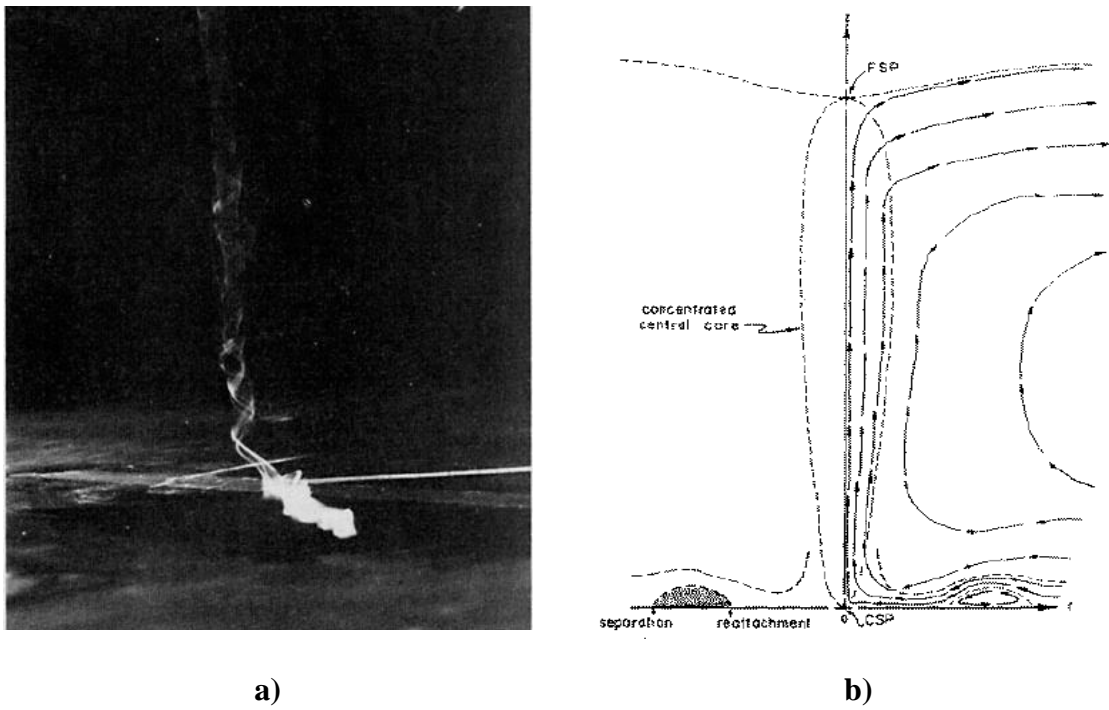 z
FSP
concentrated
central core
r
separation
reattachment
0
CSP
a)
b)